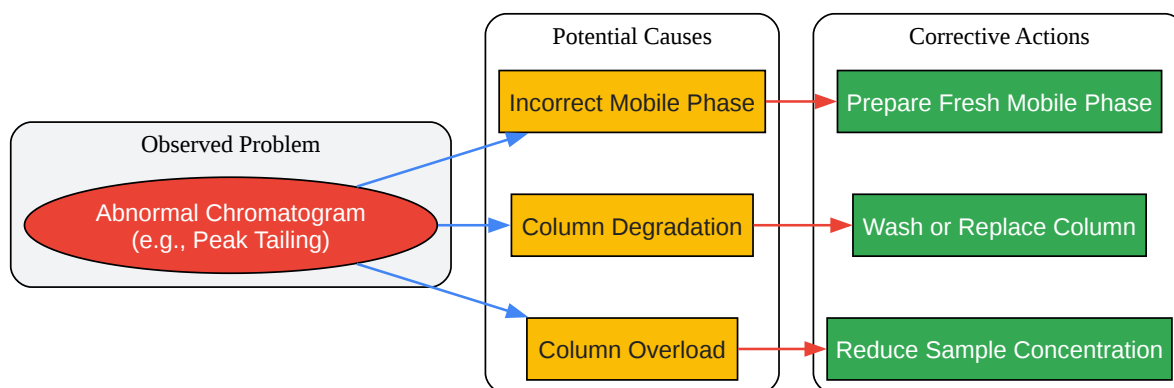 Potential Causes
Corrective Actions
Incorrect Mobile Phase
Prepare Fresh Mobile Phase
Observed Problem
Abnormal Chromatogram
(e.g., Peak Tailing)
Column Degradation
Wash or Replace Column
Column Overload
Reduce Sample Concentration